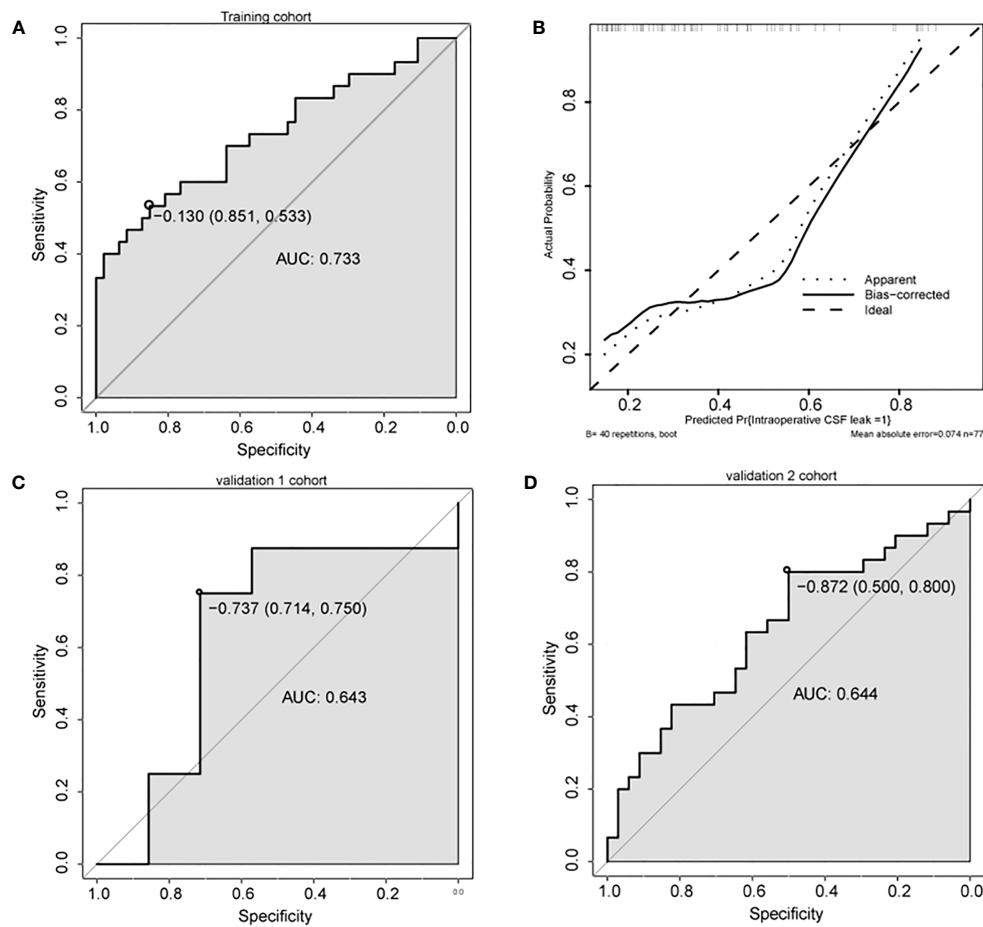 A
Training cohort
1.0
0.8
0.6
0.4
0.2
0.0
Sensitivity
−0.130 (0.851, 0.533)
AUC: 0.733
1.0 0.8 0.6 0.4 0.2 0.0
Specificity
B
0.8
0.6
0.4
0.2
Actual Probability
Apparent
Bias−corrected
Ideal
0.2 0.4 0.6 0.8
Predicted Pr{Intraoperative CSF leak =1}
B= 40 repetitions, boot
Mean absolute error=0.074 n=77
C
validation 1 cohort
1.0
0.8
0.6
0.4
0.2
0.0
Sensitivity
−0.737 (0.714, 0.750)
AUC: 0.643
1.0 0.8 0.6 0.4 0.2 0.0
Specificity
D
validation 2 cohort
1.0
0.8
0.6
0.4
0.2
0.0
Sensitivity
−0.872 (0.500, 0.800)
AUC: 0.644
1.0 0.8 0.6 0.4 0.2 0.0
Specificity